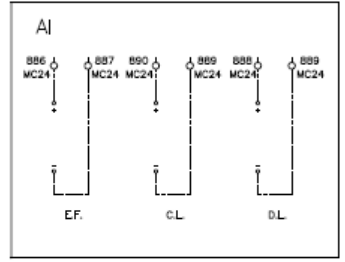 AI
886 887 890 889 888 889
MC24 MC24 MC24 MC24 MC24 MC24
+ + +
- - -
E.F. C.L. D.L.